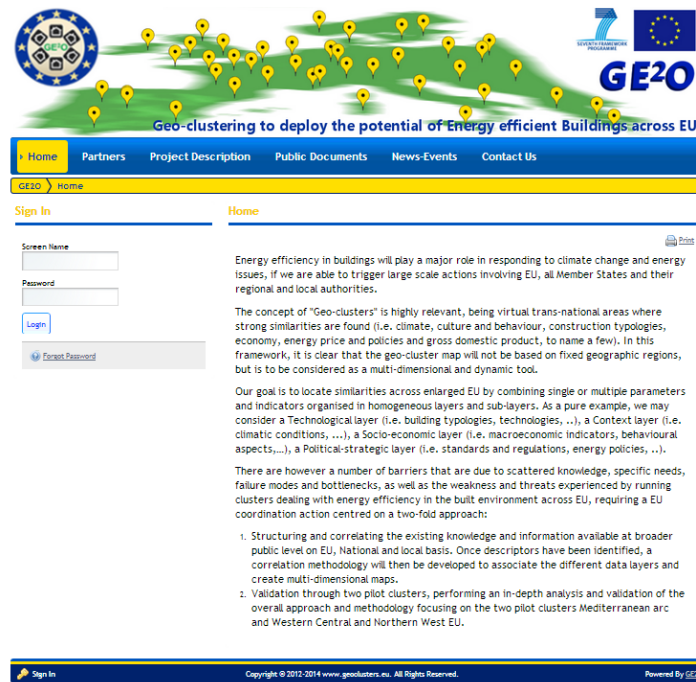 GE2O
SEVENTH FRAMEWORK
PROGRAMME
GE²O
Geo-clustering to deploy the potential of Energy efficient Buildings across EU
Home Partners Project Description Public Documents News-Events Contact Us
GE2O Home
Sign In
Home
Print
Screen Name
Password
Login
Forgot Password
Energy efficiency in buildings will play a major role in responding to climate change and energy
issues, if we are able to trigger large scale actions involving EU, all Member States and their
regional and local authorities.
The concept of "Geo-clusters" is highly relevant, being virtual trans-national areas where
strong similarities are found (i.e. climate, culture and behaviour, construction typologies,
economy, energy price and policies and gross domestic product, to name a few). In this
framework, it is clear that the geo-cluster map will not be based on fixed geographic regions,
but is to be considered as a multi-dimensional and dynamic tool.
Our goal is to locate similarities across enlarged EU by combining single or multiple parameters
and indicators organised in homogeneous layers and sub-layers. As a pure example, we may
consider a Technological layer (i.e. building typologies, technologies, ..), a Context layer (i.e.
climatic conditions, ...), a Socio-economic layer (i.e. macroeconomic indicators, behavioural
aspects,...), a Political-strategic layer (i.e. standards and regulations, energy policies, ..).
There are however a number of barriers that are due to scattered knowledge, specific needs,
failure modes and bottlenecks, as well as the weakness and threats experienced by running
clusters dealing with energy efficiency in the built environment across EU, requiring a EU
coordination action centred on a two-fold approach:
1. Structuring and correlating the existing knowledge and information available at broader
public level on EU, National and local basis. Once descriptors have been identified, a
correlation methodology will then be developed to associate the different data layers and
create multi-dimensional maps.
2. Validation through two pilot clusters, performing an in-depth analysis and validation of the
overall approach and methodology focusing on the two pilot clusters Mediterranean arc
and Western Central and Northern West EU.
Sign In
Copyright © 2012-2014 www.geoclusters.eu. All Rights Reserved.
Powered By